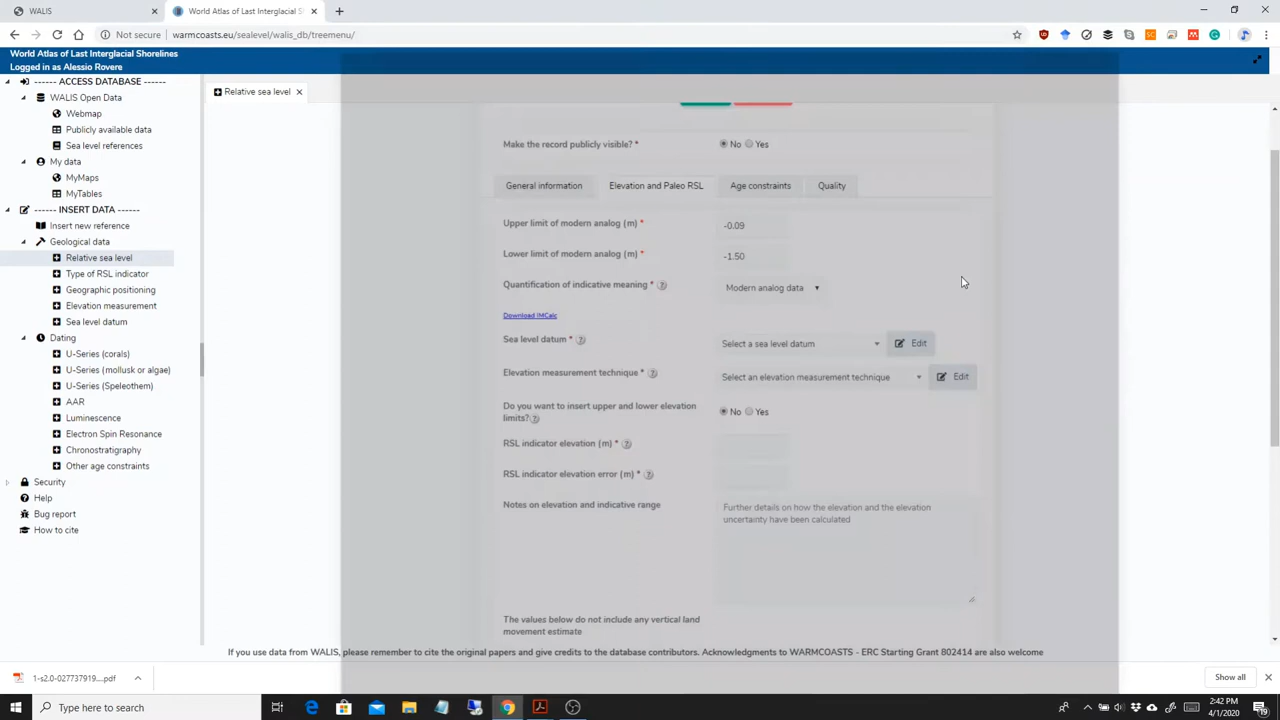 WALIS
World Atlas of Last Interglacial Sh
Not secure | warmcoasts.eu/sealevel/walis_db/treemenu/
World Atlas of Last Interglacial Shorelines
Logged in as Alessio Rovere
------ ACCESS DATABASE ------
WALIS Open Data
Webmap
Publicly available data
Sea level references
My data
MyMaps
MyTables
------ INSERT DATA ------
Insert new reference
Geological data
Relative sea level
Type of RSL indicator
Geographic positioning
Elevation measurement
Sea level datum
Dating
U-Series (corals)
U-Series (mollusk or algae)
U-Series (Speleothem)
AAR
Luminescence
Electron Spin Resonance
Chronostratigraphy
Other age constraints
Security
Help
Bug report
How to cite
Relative sea level
Make the record publicly visible? * No Yes
General information Elevation and Paleo RSL Age constraints Quality
Upper limit of modern analog (m) * -0.09
Lower limit of modern analog (m) * -1.50
Quantification of indicative meaning * Modern analog data
Download IMCalc
Sea level datum * Select a sea level datum Edit
Elevation measurement technique * Select an elevation measurement technique Edit
Do you want to insert upper and lower elevation limits? No Yes
RSL indicator elevation (m) *
RSL indicator elevation error (m) *
Notes on elevation and indicative range
Further details on how the elevation and the elevation
uncertainty have been calculated
The values below do not include any vertical land
movement estimate
If you use data from WALIS, please remember to cite the original papers and give credits to the database contributors. Acknowledgments to WARMCOASTS - ERC Starting Grant 802414 are also welcome
1-s2.0-027737919....pdf
Show all
Type here to search
2:42 PM
4/1/2020
19